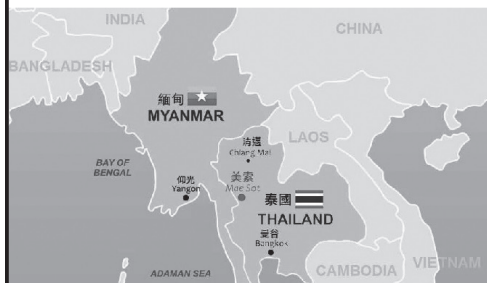 INDIA
CHINA
BANGLADESH
緬甸
MYANMAR
清邁
Chiang Mai
LAOS
BAY OF
BENGAL
仰光
Yangon
美索
Mae Sot
泰國
THAILAND
曼谷
Bangkok
ADAMAN SEA
CAMBODIA
VIETNAM